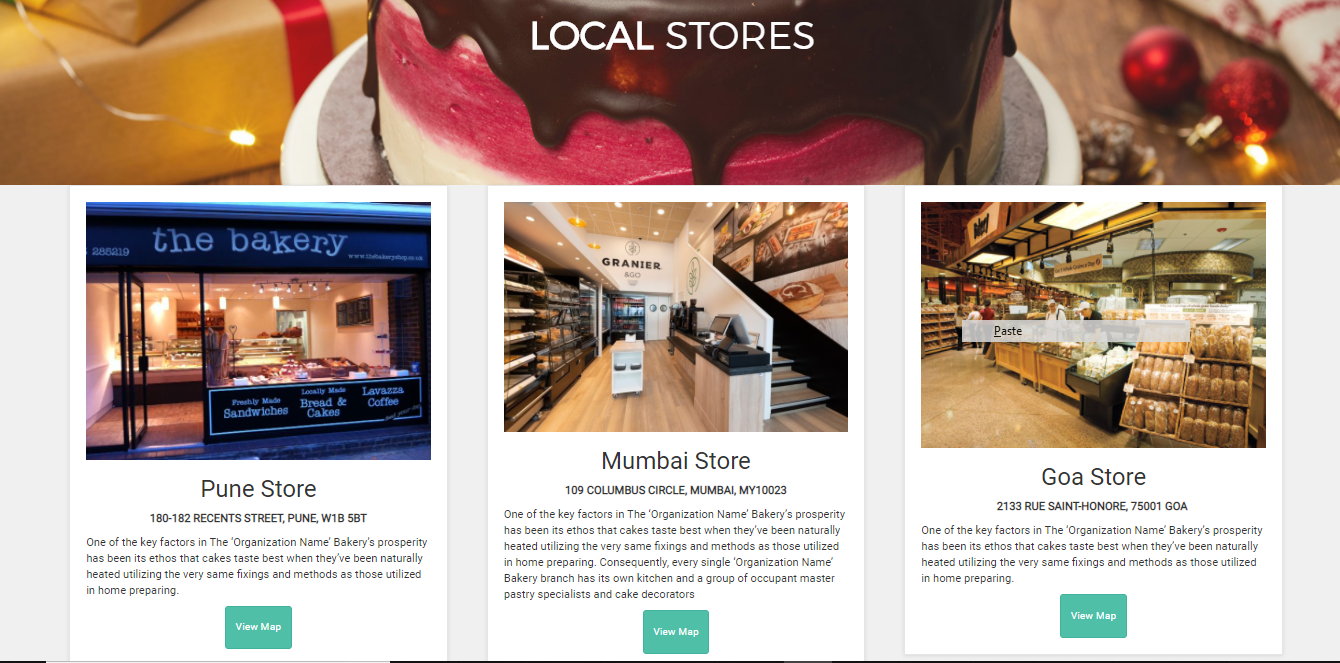 LOCAL STORES
285219 the bakery
www.thebakeryshop.co.uk
Freshly Made
Sandwiches
Locally Made
Bread &
Cakes
Lavazza
Coffee
Pune Store
180-182 RECENTS STREET, PUNE, W1B 5BT
One of the key factors in The ‘Organization Name’ Bakery’s prosperity
has been its ethos that cakes taste best when they’ve been naturally
heated utilizing the very same fixings and methods as those utilized
in home preparing.
View Map
GRANIER
&GO
Mumbai Store
109 COLUMBUS CIRCLE, MUMBAI, MY10023
One of the key factors in The ‘Organization Name’ Bakery’s prosperity
has been its ethos that cakes taste best when they’ve been naturally
heated utilizing the very same fixings and methods as those utilized
in home preparing. Consequently, every single ‘Organization Name’
Bakery branch has its own kitchen and a group of occupant master
pastry specialists and cake decorators
View Map
Paste
Goa Store
2133 RUE SAINT-HONORE, 75001 GOA
One of the key factors in The ‘Organization Name’ Bakery’s prosperity
has been its ethos that cakes taste best when they’ve been naturally
heated utilizing the very same fixings and methods as those utilized
in home preparing.
View Map